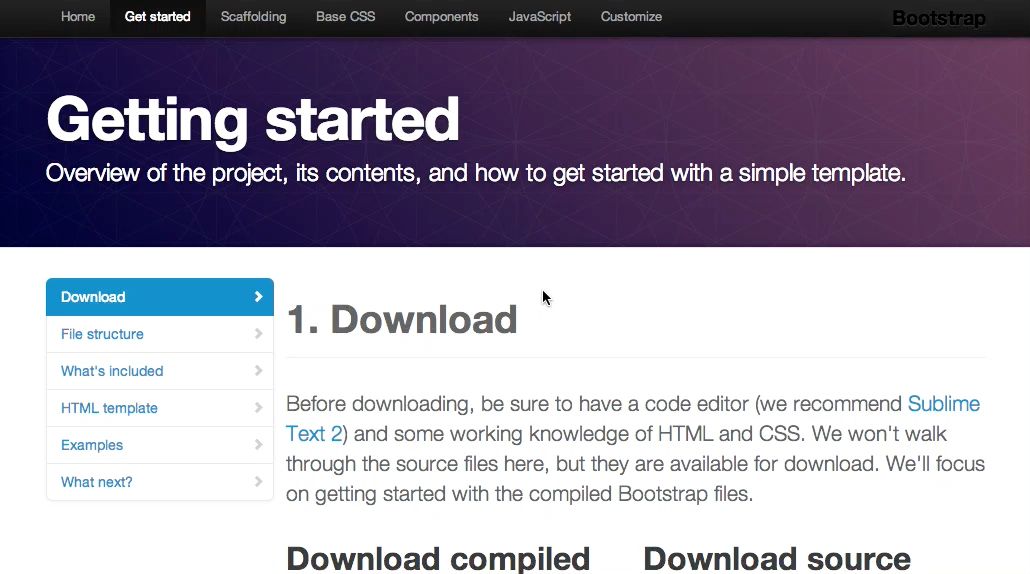 Home Get started Scaffolding Base CSS Components JavaScript Customize Bootstrap
Getting started
Overview of the project, its contents, and how to get started with a simple template.
Download
File structure
What's included
HTML template
Examples
What next?
1. Download
Before downloading, be sure to have a code editor (we recommend Sublime
Text 2) and some working knowledge of HTML and CSS. We won't walk
through the source files here, but they are available for download. We'll focus
on getting started with the compiled Bootstrap files.
Download compiled Download source